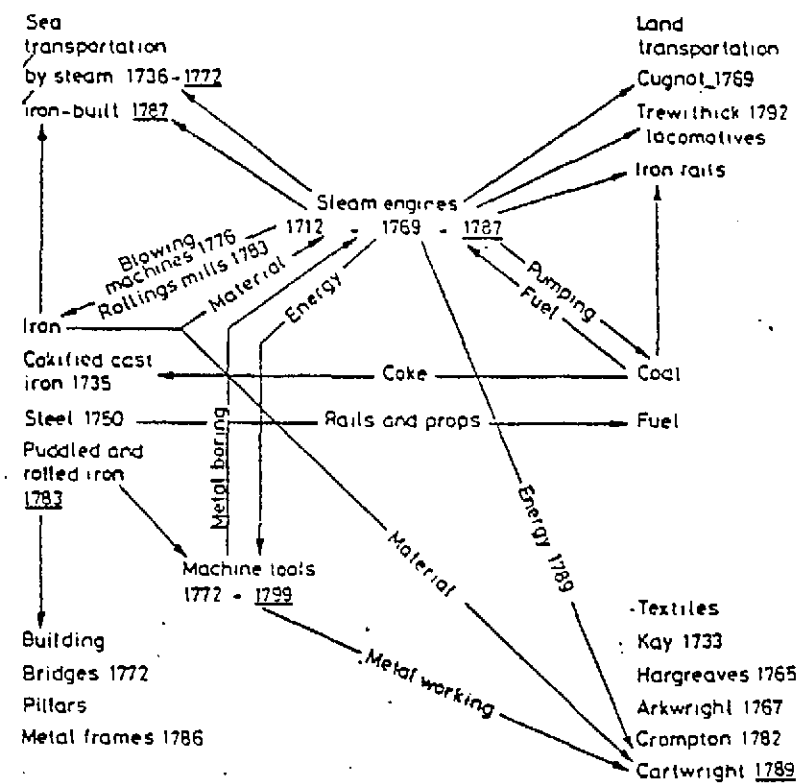 Sea
transportation
by steam 1736-1772
iron-built 1787
Land
transportation
Cugnot 1769
Trewithick 1792
locomatives
Iron rails
Steam engines
1712 - 1769 - 1787
Blowing
machines 1776
Rollings mills 1783
Material
Energy
Pumping
Fuel
Iron
Cokified cast
iron 1735
Coke
Coal
Steel 1750
Rails and props
Fuel
Puddled and
rolled iron
1783
Metal boring
Energy 1789
Material
Machine tools
1772 - 1799
Metal working
Building
Bridges 1772
Pillars
Metal frames 1786
Textiles
Kay 1733
Hargreaves 1765
Arkwright 1767
Crompton 1782
Cartwright 1789